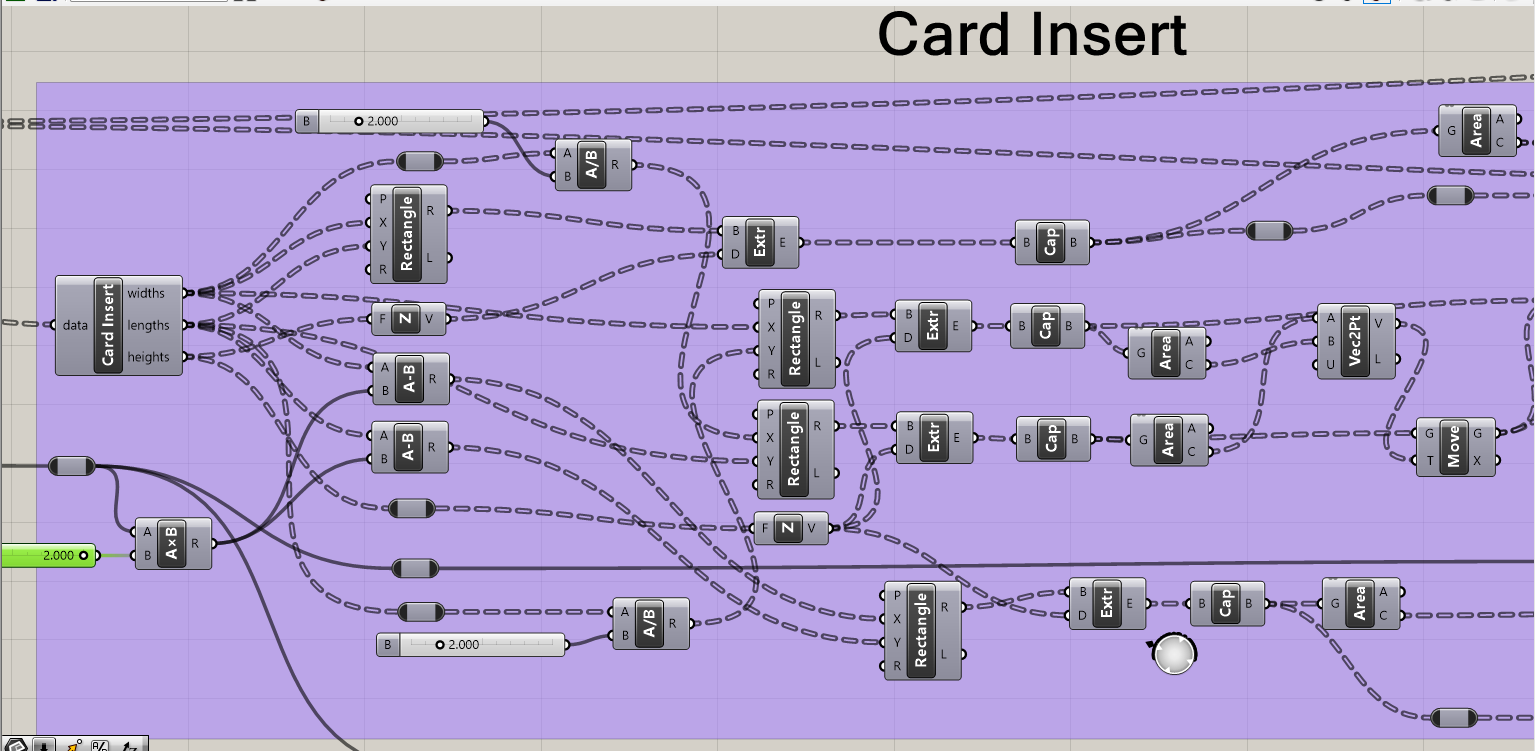 Card Insert
B 2.000
A/B A B R
Rectangle P X Y R R L
Card Insert data widths lengths heights
F Z V
A-B A B R
A-B A B R
A×B A B R
2.000
A/B A B R
B 2.000
Extr B D E
B Cap B
Area G A C
Rectangle P X Y R R L
Extr B D E
B Cap B
Area G A C
Vec2Pt A B U V L
Rectangle P X Y R R L
Extr B D E
B Cap B
Area G A C
Move G T G X
F Z V
Rectangle P X Y R R L
Extr B D E
B Cap B
Area G A C